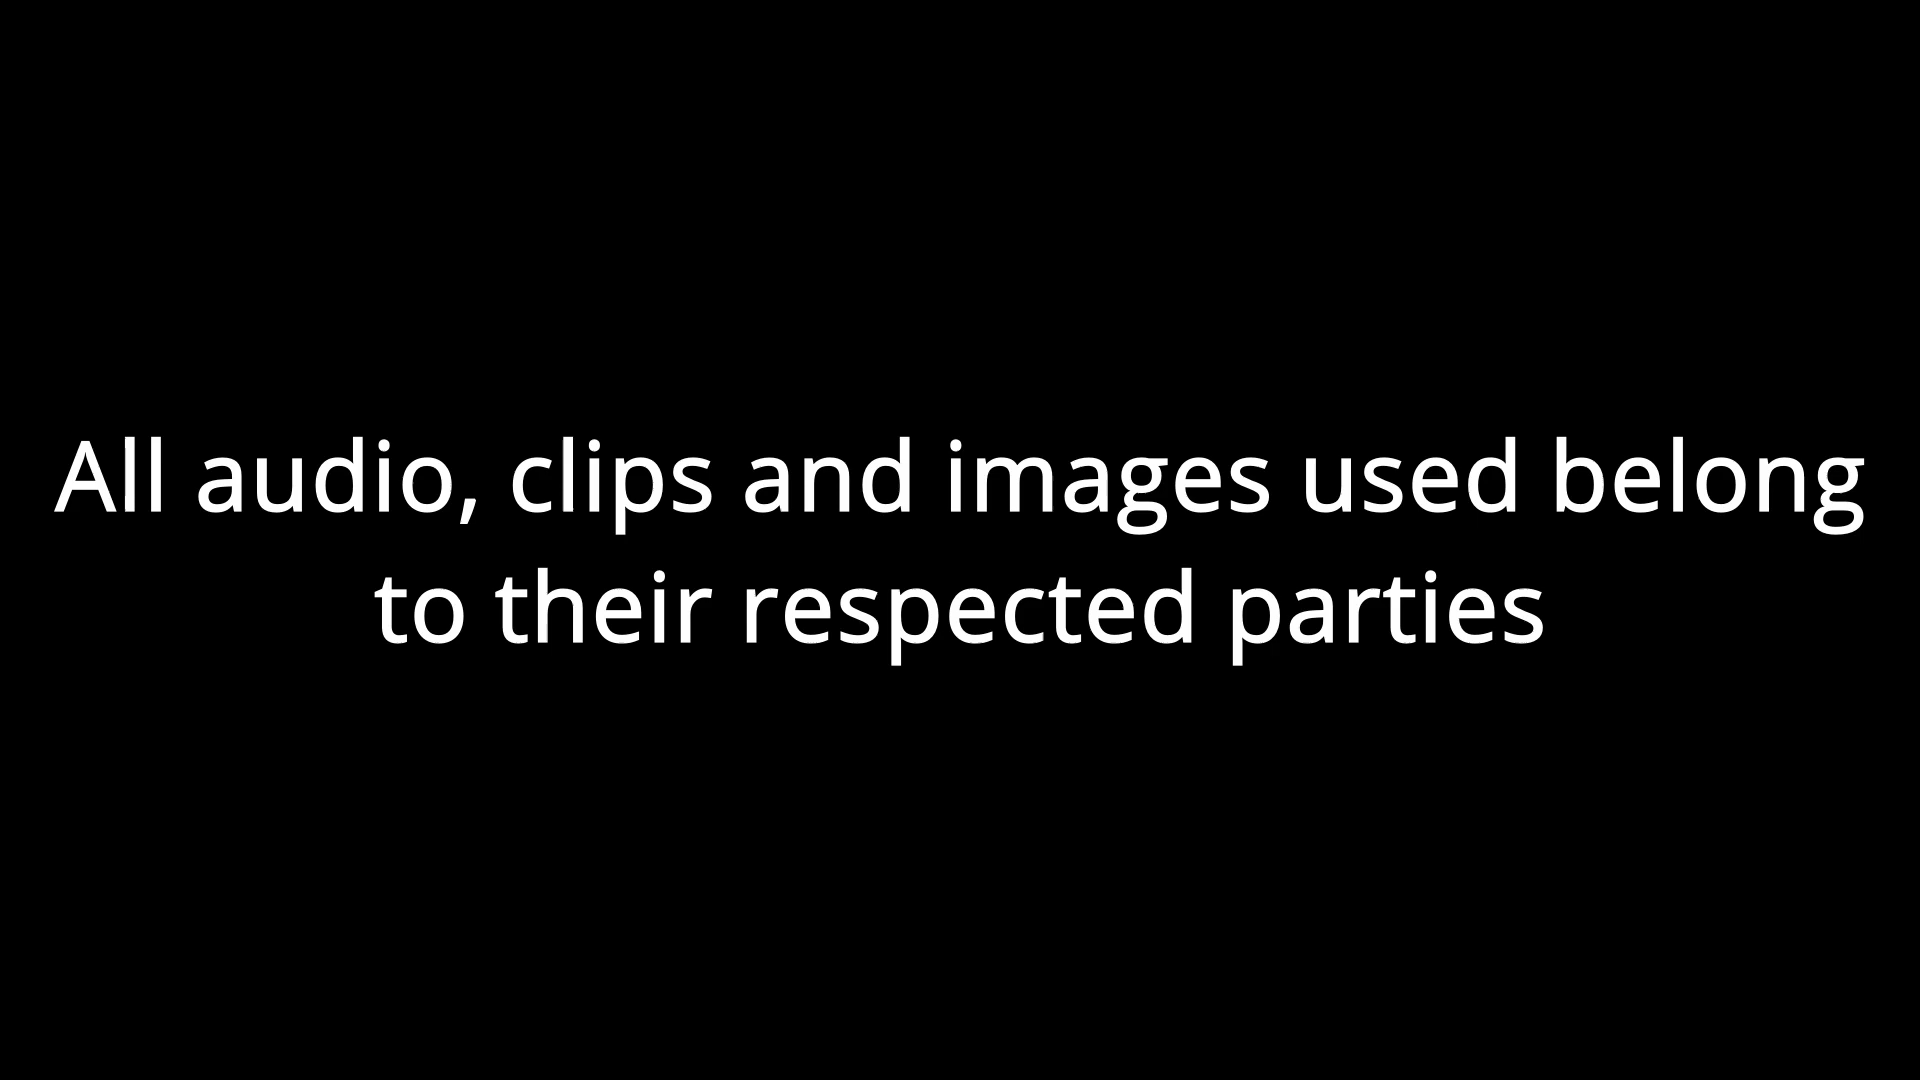 All audio, clips and images used belong
to their respected parties